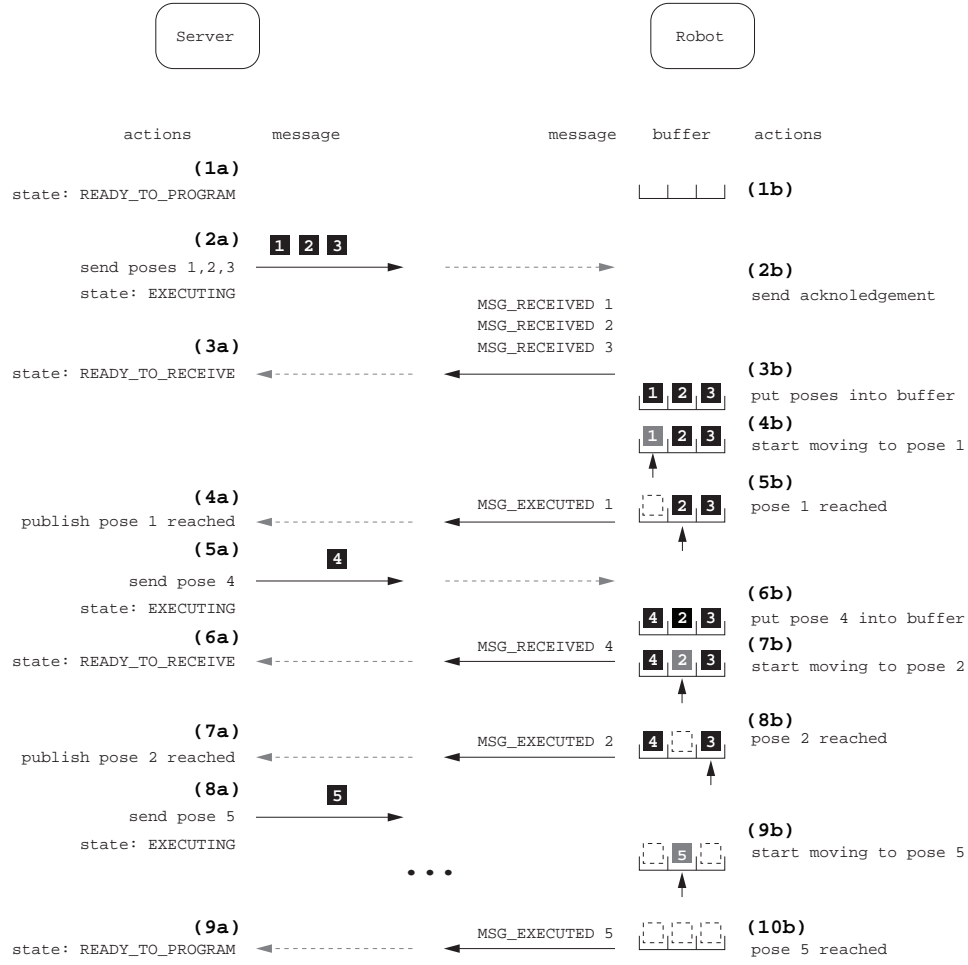 Server
Robot
actions message message buffer actions
(1a)
state: READY_TO_PROGRAM
(1b)
(2a)
1 2 3
send poses 1,2,3
state: EXECUTING
(2b)
send acknoledgement
MSG_RECEIVED 1
MSG_RECEIVED 2
MSG_RECEIVED 3
(3a)
state: READY_TO_RECEIVE
(3b)
1 2 3
put poses into buffer
(4b)
1 2 3
start moving to pose 1
(4a)
publish pose 1 reached
MSG_EXECUTED 1
(5b)
2 3
pose 1 reached
(5a)
4
send pose 4
state: EXECUTING
(6b)
4 2 3
put pose 4 into buffer
(6a)
state: READY_TO_RECEIVE
MSG_RECEIVED 4
(7b)
4 2 3
start moving to pose 2
(7a)
publish pose 2 reached
MSG_EXECUTED 2
(8b)
4 3
pose 2 reached
(8a)
5
send pose 5
state: EXECUTING
(9b)
5
start moving to pose 5
...
(9a)
state: READY_TO_PROGRAM
MSG_EXECUTED 5
(10b)
pose 5 reached